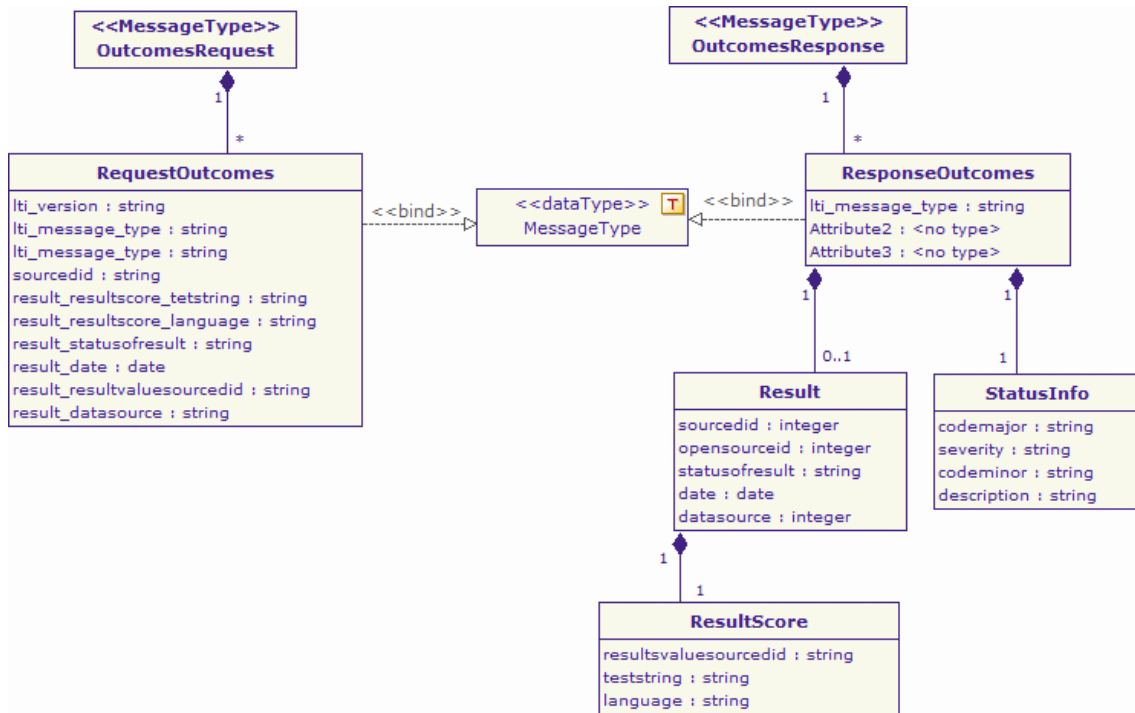 <<MessageType>>
OutcomesRequest
1
*
RequestOutcomes
lti_version : string
lti_message_type : string
lti_message_type : string
sourcedid : string
result_resultscore_tetstring : string
result_resultscore_language : string
result_statusofresult : string
result_date : date
result_resultvaluesourcedid : string
result_datasource : string
<<bind>>
<<dataType>>
T
MessageType
<<bind>>
<<MessageType>>
OutcomesResponse
1
*
ResponseOutcomes
lti_message_type : string
Attribute2 : <no type>
Attribute3 : <no type>
1
0..1
1
1
Result
sourcedid : integer
opensourceid : integer
statusofresult : string
date : date
datasource : integer
StatusInfo
codemajor : string
severity : string
codeminor : string
description : string
1
1
ResultScore
resultsvaluesourcedid : string
teststring : string
language : string